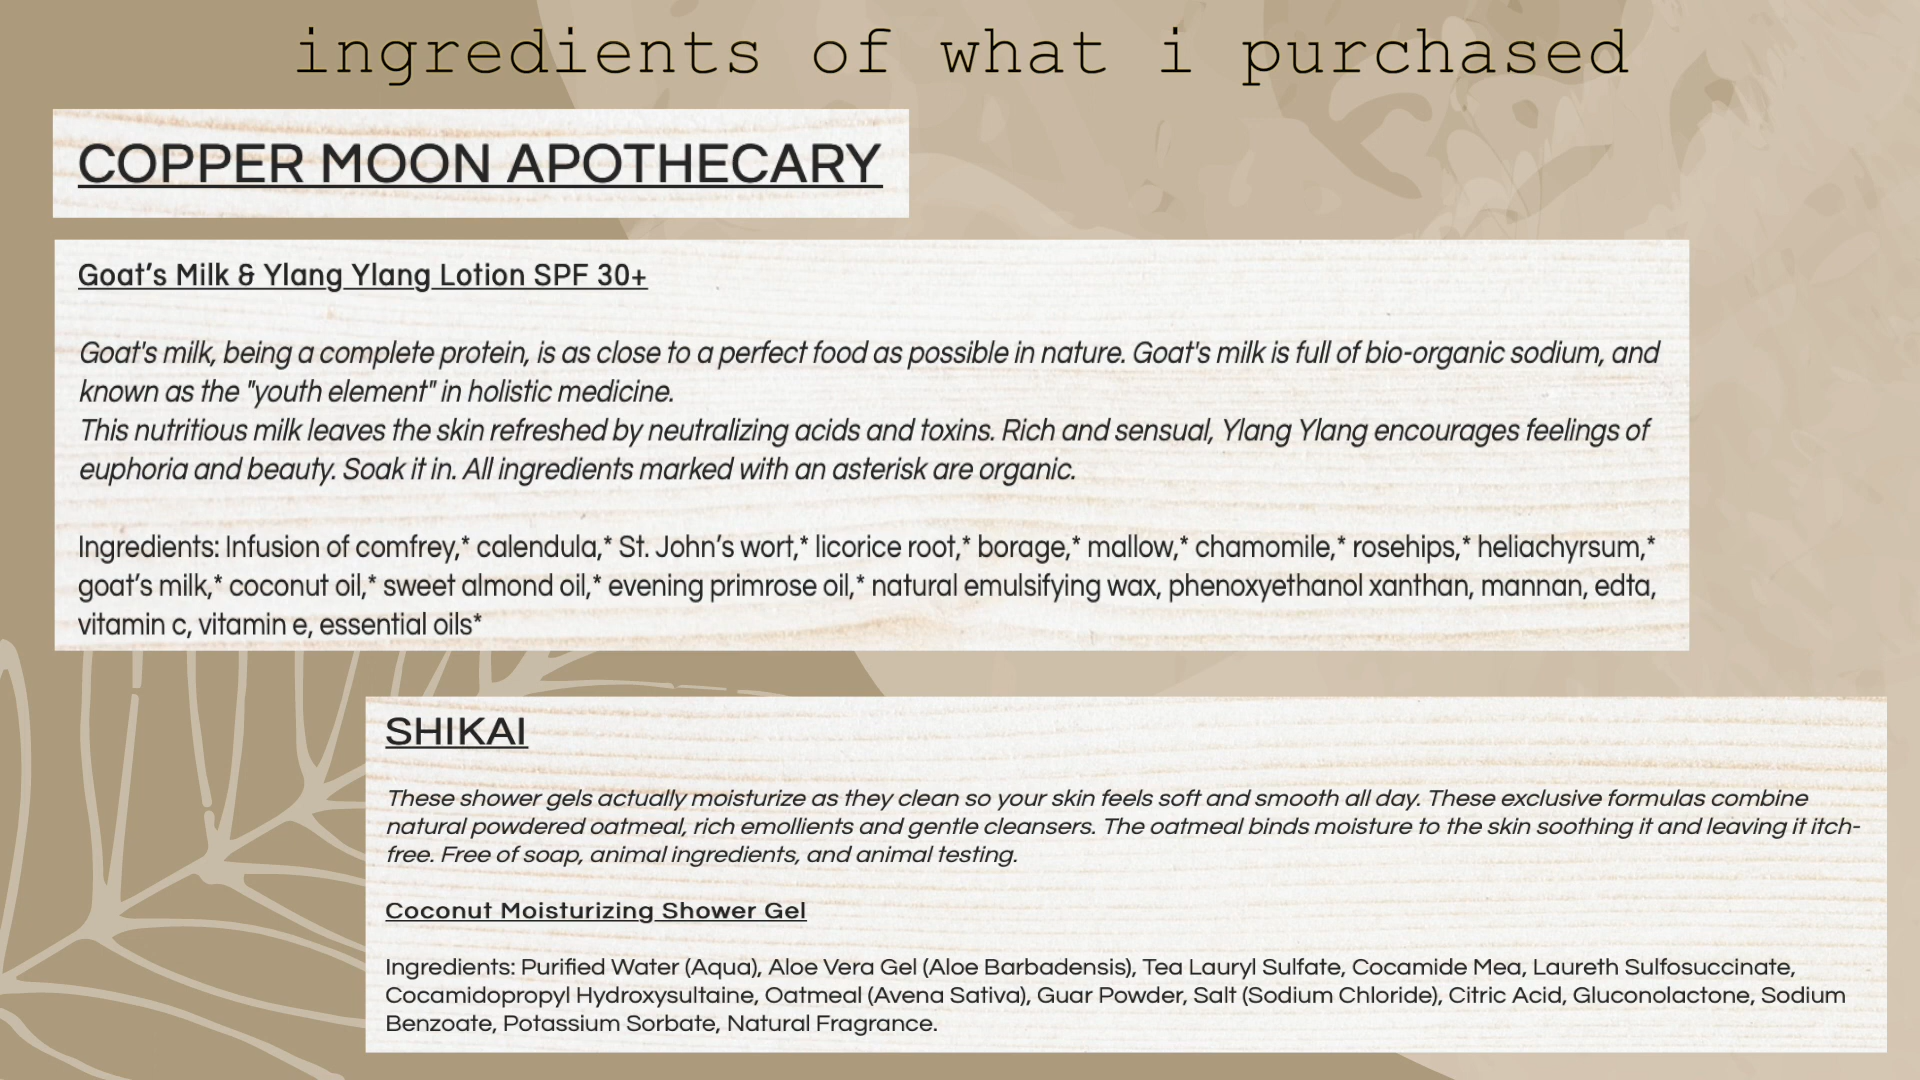 ingredients of what i purchased
COPPER MOON APOTHECARY
Goat’s Milk & Ylang Ylang Lotion SPF 30+
Goat's milk, being a complete protein, is as close to a perfect food as possible in nature. Goat's milk is full of bio-organic sodium, and
known as the "youth element" in holistic medicine.
This nutritious milk leaves the skin refreshed by neutralizing acids and toxins. Rich and sensual, Ylang Ylang encourages feelings of
euphoria and beauty. Soak it in. All ingredients marked with an asterisk are organic.
Ingredients: Infusion of comfrey,* calendula,* St. John’s wort,* licorice root,* borage,* mallow,* chamomile,* rosehips,* heliachyrsum,*
goat’s milk,* coconut oil,* sweet almond oil,* evening primrose oil,* natural emulsifying wax, phenoxyethanol xanthan, mannan, edta,
vitamin c, vitamin e, essential oils*
SHIKAI
These shower gels actually moisturize as they clean so your skin feels soft and smooth all day. These exclusive formulas combine
natural powdered oatmeal, rich emollients and gentle cleansers. The oatmeal binds moisture to the skin soothing it and leaving it itch-
free. Free of soap, animal ingredients, and animal testing.
Coconut Moisturizing Shower Gel
Ingredients: Purified Water (Aqua), Aloe Vera Gel (Aloe Barbadensis), Tea Lauryl Sulfate, Cocamide Mea, Laureth Sulfosuccinate,
Cocamidopropyl Hydroxysultaine, Oatmeal (Avena Sativa), Guar Powder, Salt (Sodium Chloride), Citric Acid, Gluconolactone, Sodium
Benzoate, Potassium Sorbate, Natural Fragrance.